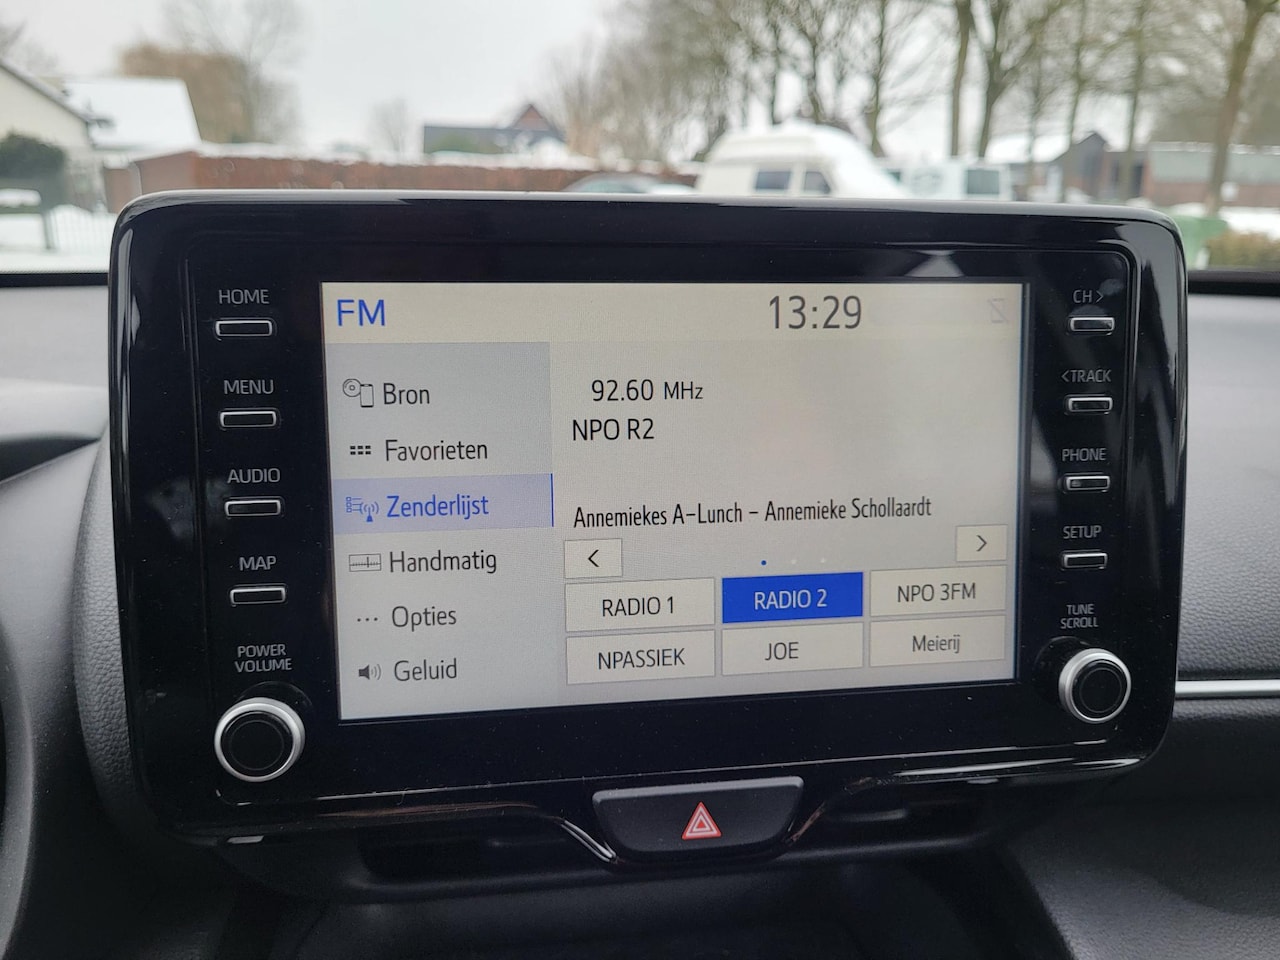 HOME
MENU
AUDIO
MAP
POWER
VOLUME
FM
13:29
Bron
Favorieten
Zenderlijst
Handmatig
Opties
Geluid
92.60 MHz
NPO R2
Annemiekes A-Lunch - Annemieke Schollaardt
<
>
RADIO 1
RADIO 2
NPO 3FM
NPASSIEK
JOE
Meierij
CH >
<TRACK
PHONE
SETUP
TUNE
SCROLL